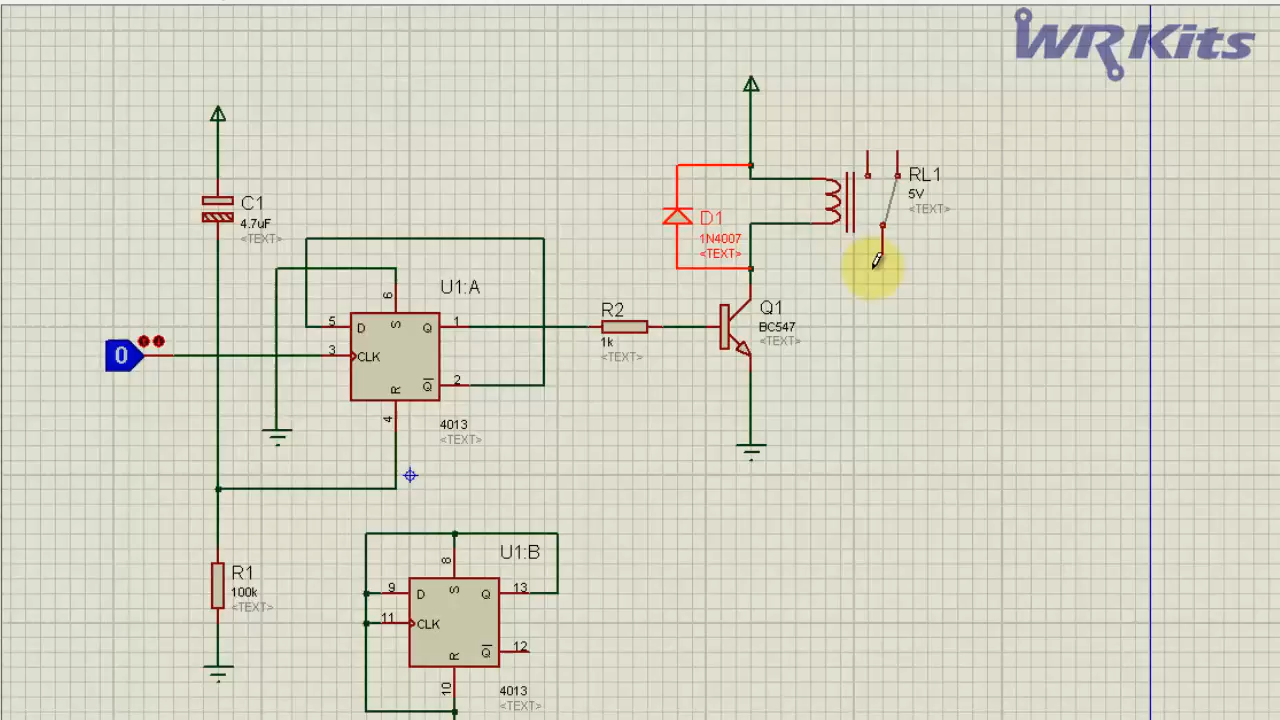 WR Kits
RL1
5V
<TEXT>
C1
4.7uF
<TEXT>
D1
1N4007
<TEXT>
U1:A
6
5
D
S
Q
1
3
CLK
R
Q
2
4
4013
<TEXT>
0
R2
1k
<TEXT>
Q1
BC547
<TEXT>
R1
100k
<TEXT>
U1:B
8
9
D
S
Q
13
11
CLK
R
Q
12
10
4013
<TEXT>